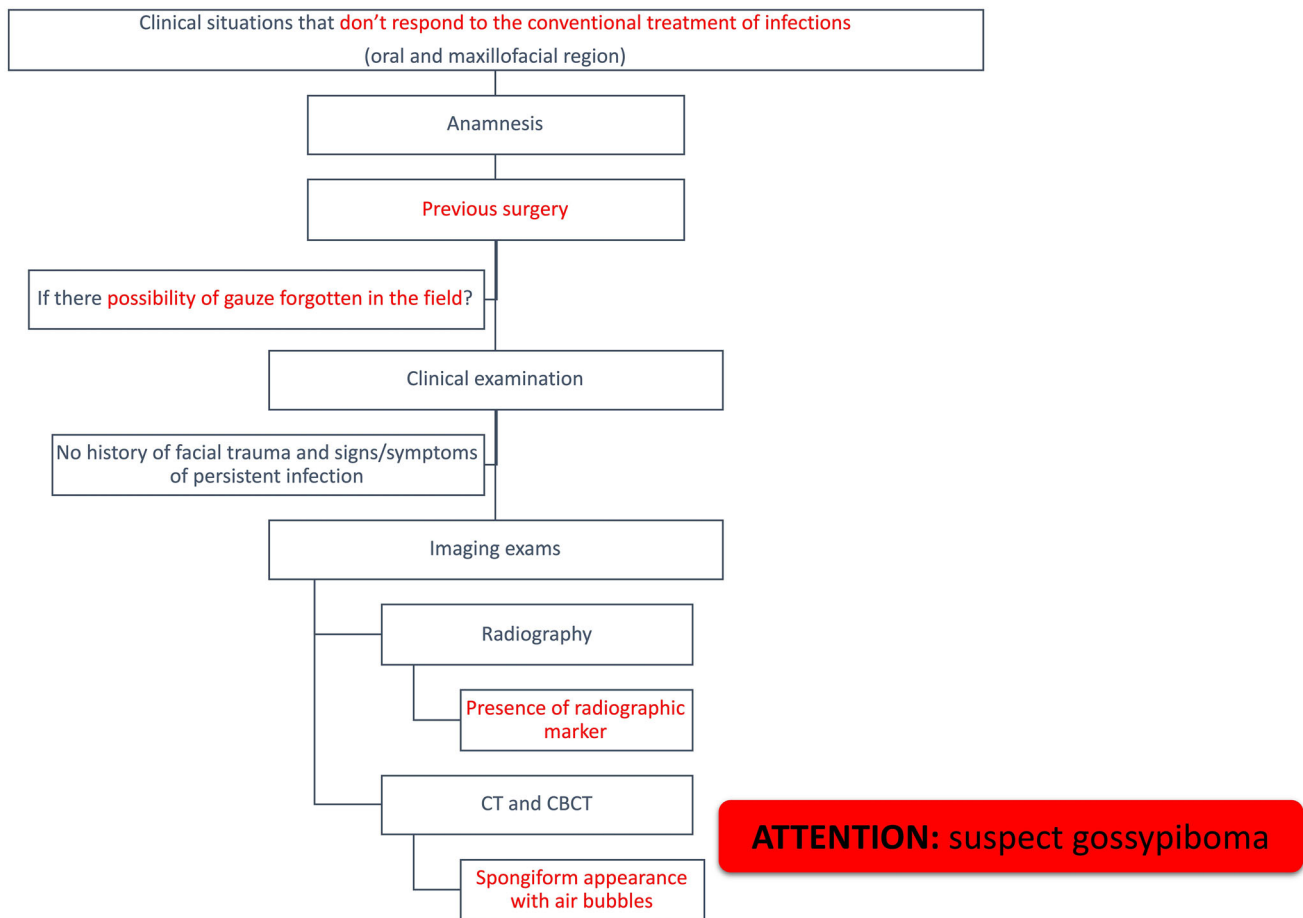 Clinical situations that don't respond to the conventional treatment of infections
(oral and maxillofacial region)
Anamnesis
Previous surgery
If there possibility of gauze forgotten in the field?
Clinical examination
No history of facial trauma and signs/symptoms
of persistent infection
Imaging exams
Radiography
Presence of radiographic
marker
CT and CBCT
ATTENTION: suspect gossypiboma
Spongiform appearance
with air bubbles